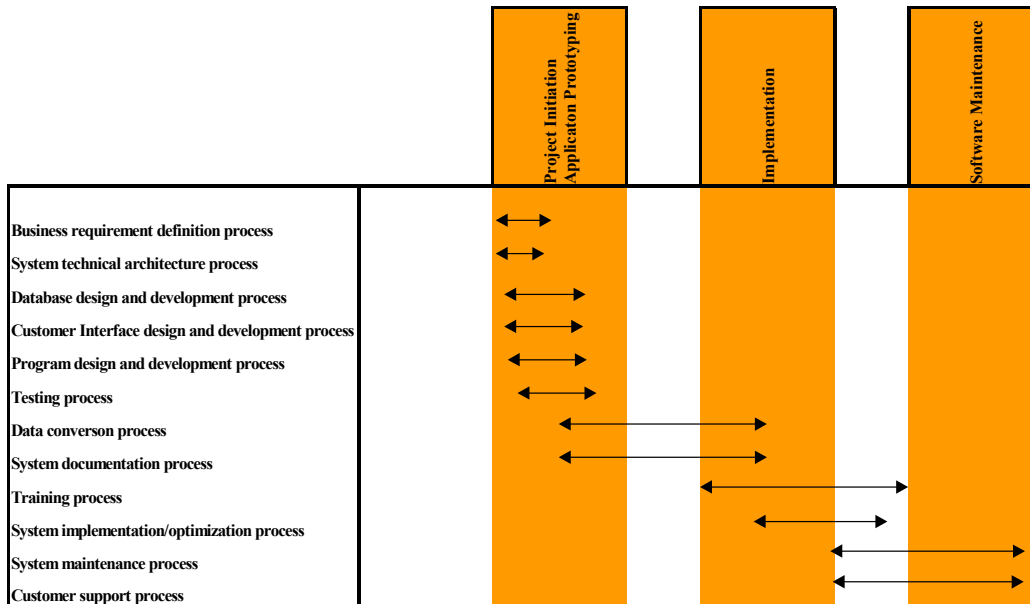 Project Initiation
Applicaton Prototyping
Implementation
Software Maintenance
Business requirement definition process
System technical architecture process
Database design and development process
Customer Interface design and development process
Program design and development process
Testing process
Data converson process
System documentation process
Training process
System implementation/optimization process
System maintenance process
Customer support process